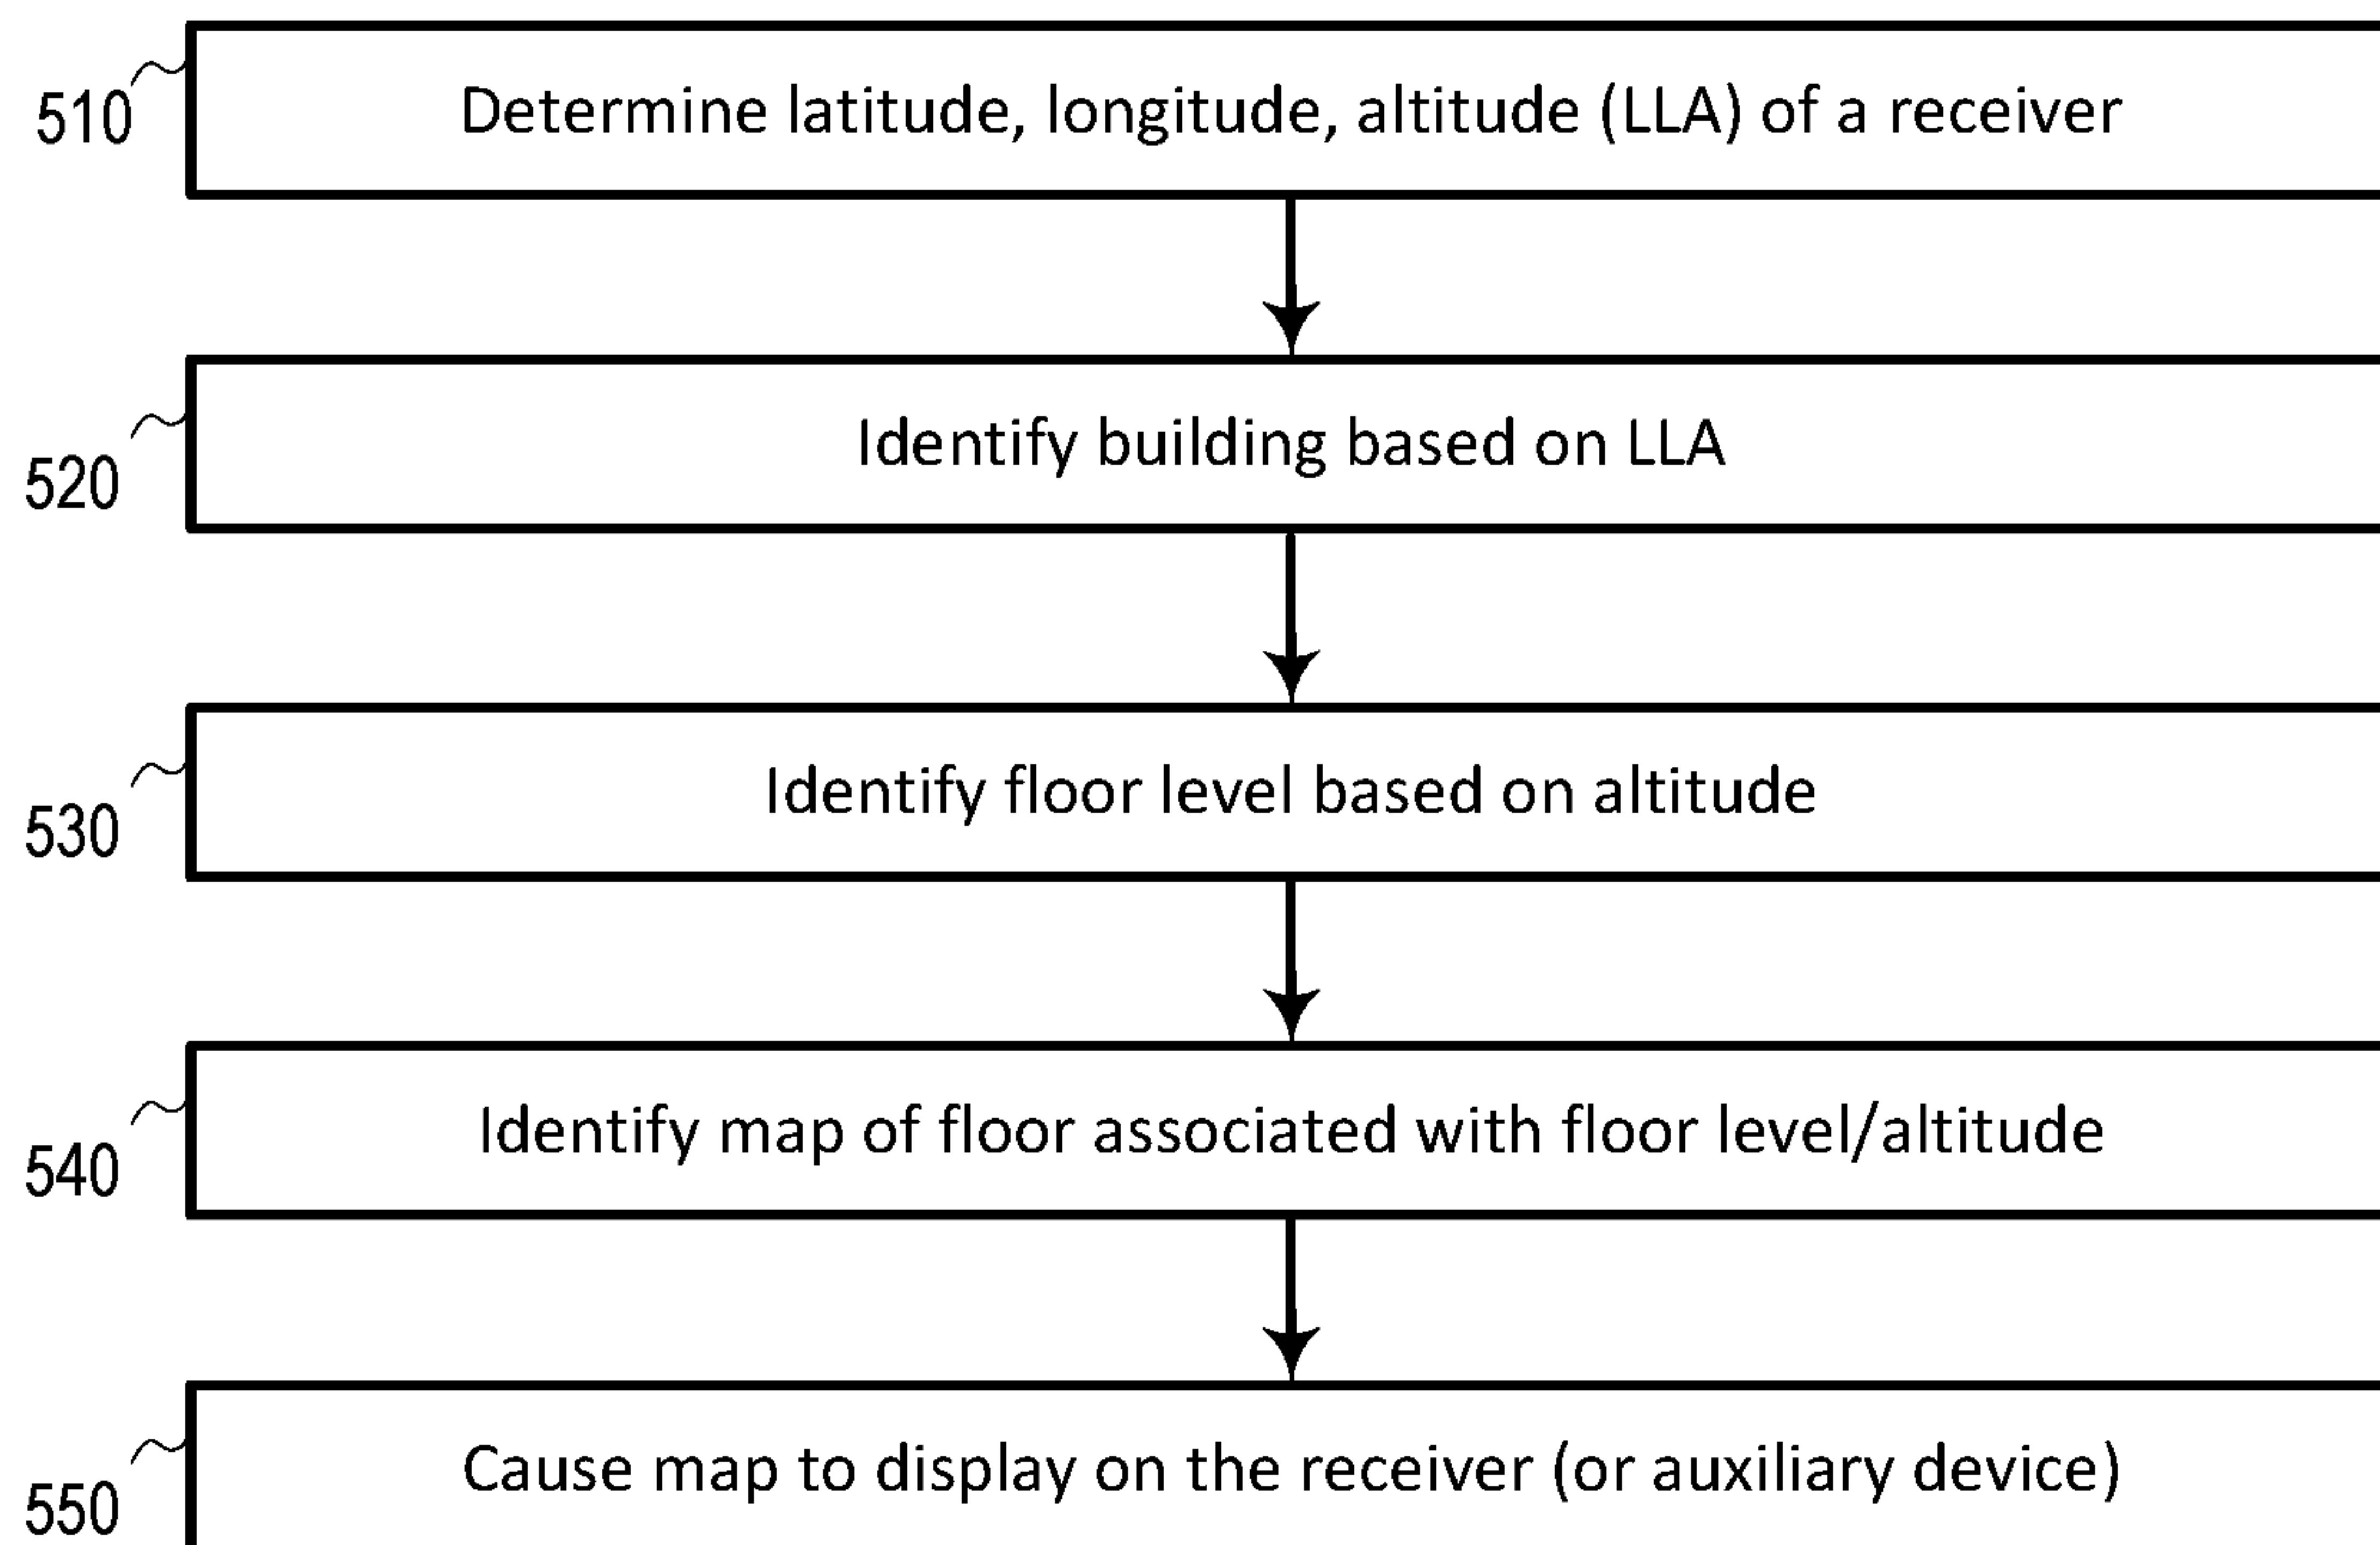 510
Determine latitude, longitude, altitude (LLA) of a receiver
520
Identify building based on LLA
530
Identify floor level based on altitude
540
Identify map of floor associated with floor level/altitude
550
Cause map to display on the receiver (or auxiliary device)